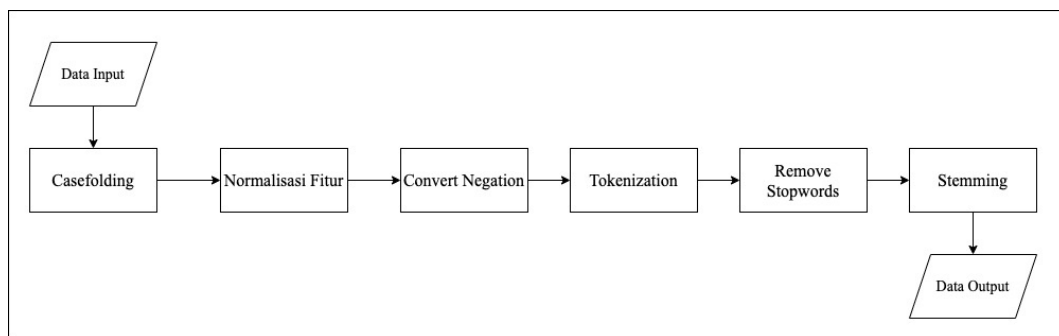 Data Input
Casefolding
Normalisasi Fitur
Convert Negation
Tokenization
Remove
Stopwords
Stemming
Data Output